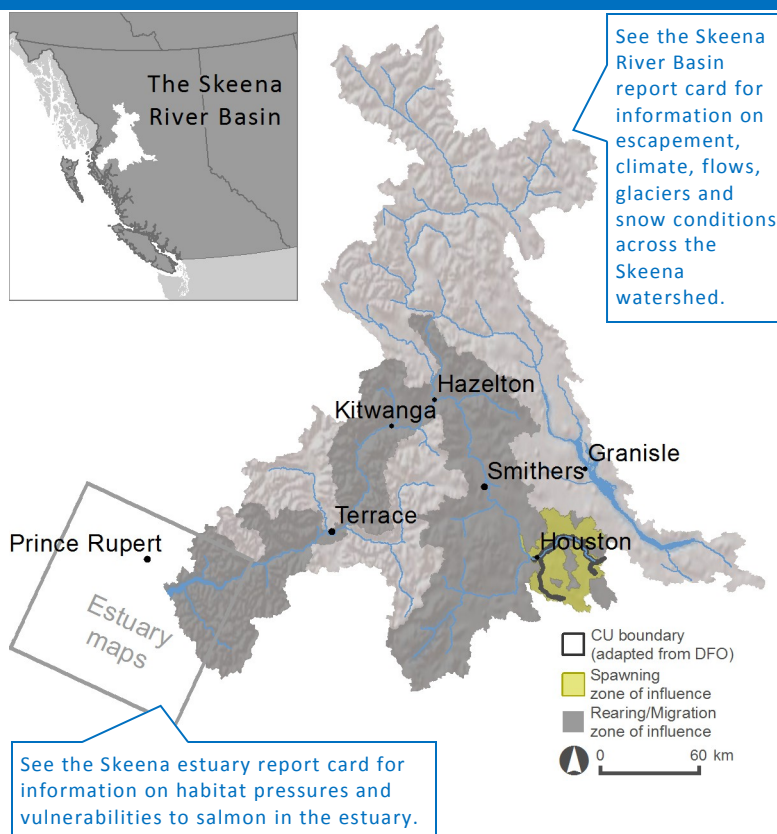 The Skeena
River Basin
See the Skeena
River Basin
report card for
information on
escapement,
climate, flows,
glaciers and
snow conditions
across the
Skeena
watershed.
Hazelton
Kitwanga
Granisle
Smithers
Terrace
Prince Rupert
Houston
Estuary
maps
CU boundary
(adapted from DFO)
Spawning
zone of influence
Rearing/Migration
zone of influence
0 60 km
See the Skeena estuary report card for
information on habitat pressures and
vulnerabilities to salmon in the estuary.